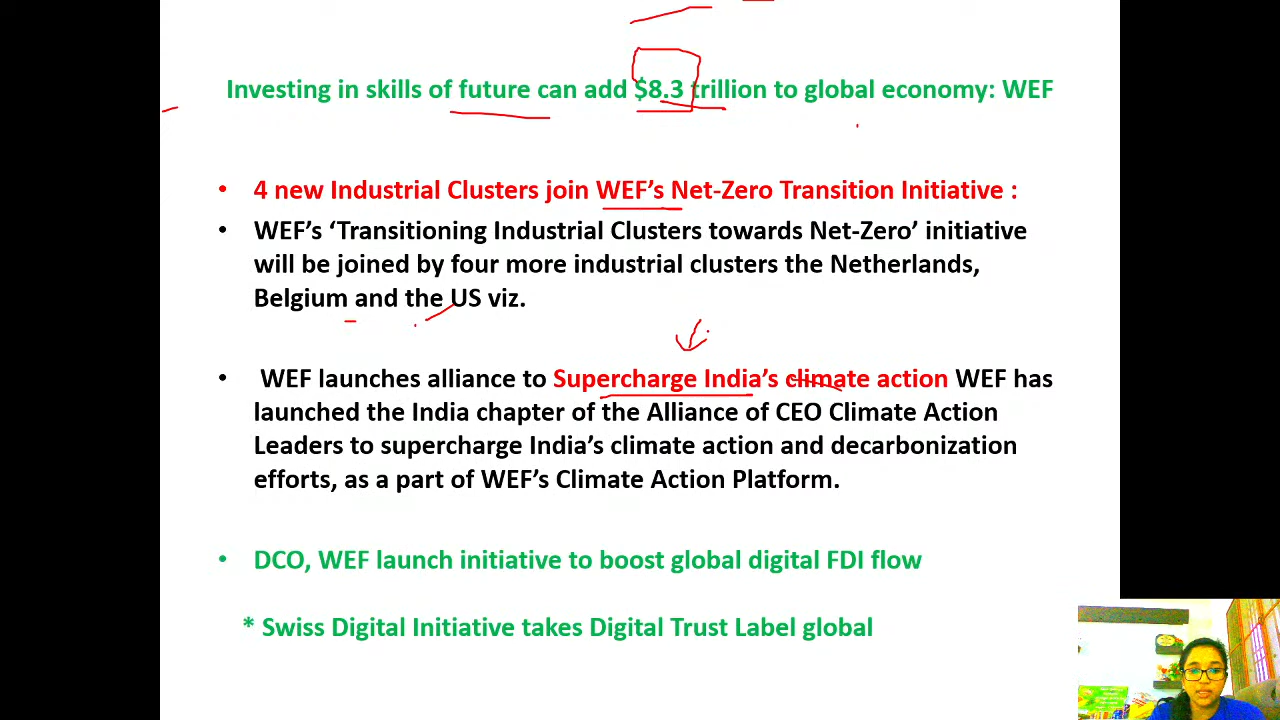 Investing in skills of future can add $8.3 trillion to global economy: WEF
• 4 new Industrial Clusters join WEF's Net-Zero Transition Initiative :
• WEF's ‘Transitioning Industrial Clusters towards Net-Zero’ initiative
will be joined by four more industrial clusters the Netherlands,
Belgium and the US viz.
• WEF launches alliance to Supercharge India's climate action WEF has
launched the India chapter of the Alliance of CEO Climate Action
Leaders to supercharge India's climate action and decarbonization
efforts, as a part of WEF's Climate Action Platform.
• DCO, WEF launch initiative to boost global digital FDI flow
* Swiss Digital Initiative takes Digital Trust Label global